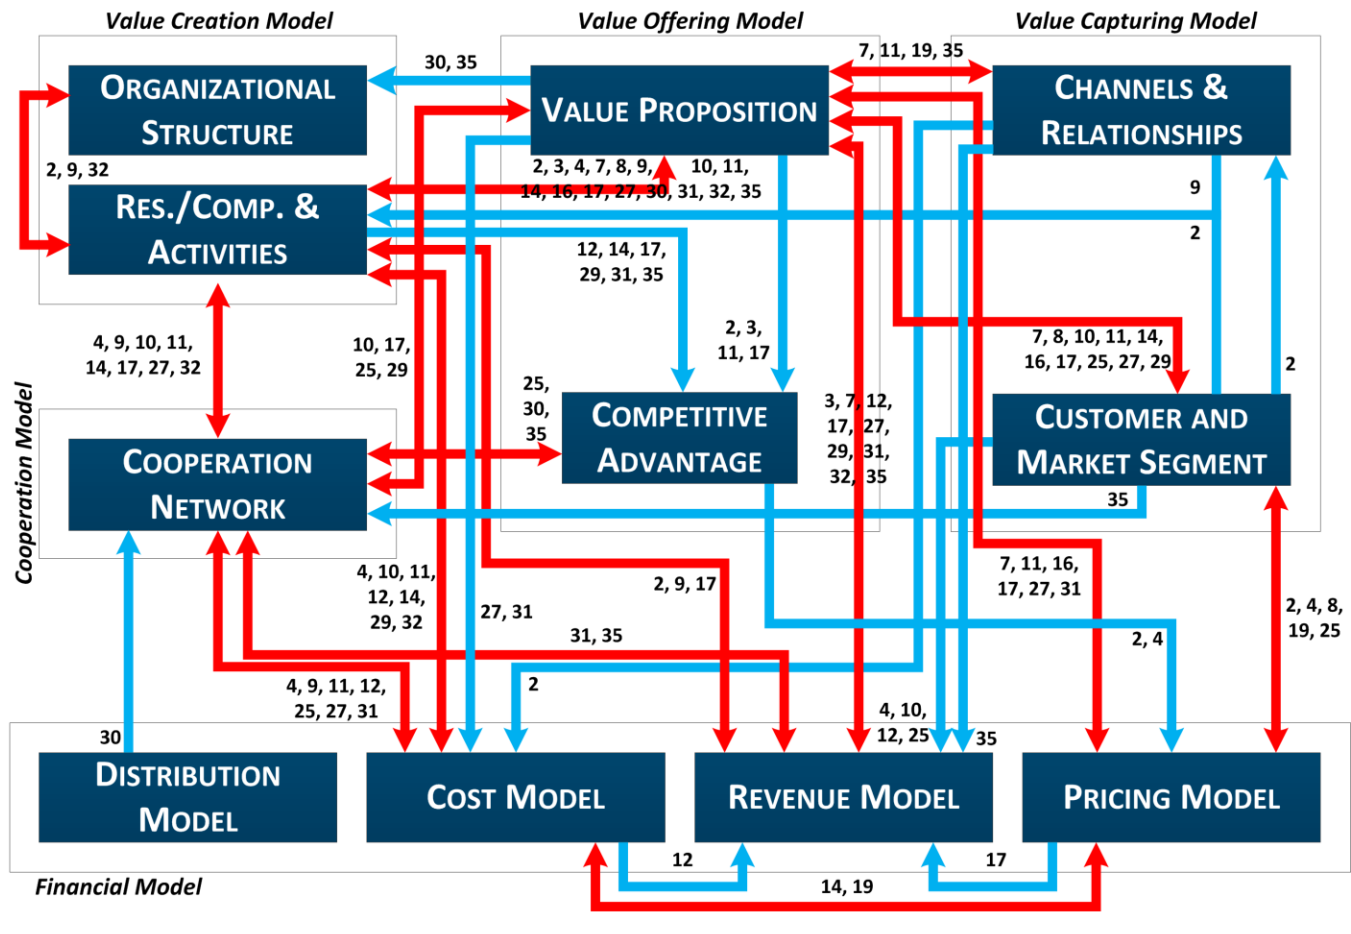 Value Creation Model
Value Offering Model
Value Capturing Model
30, 35
7, 11, 19, 35
ORGANIZATIONAL
STRUCTURE
VALUE PROPOSITION
CHANNELS &
RELATIONSHIPS
2, 9, 32
2, 3, 4, 7, 8, 9,
10, 11,
14, 16, 17, 27, 30, 31, 32, 35
RES./COMP. &
ACTIVITIES
9
2
12, 14, 17,
29, 31, 35
4, 9, 10, 11,
14, 17, 27, 32
10, 17,
25, 29
2, 3,
11, 17
7, 8, 10, 11, 14,
16, 17, 25, 27, 29
2
25,
30,
35
3, 7, 12,
17, 27,
29, 31,
32, 35
Cooperation Model
COOPERATION
NETWORK
COMPETITIVE
ADVANTAGE
CUSTOMER AND
MARKET SEGMENT
35
4, 10, 11,
12, 14,
29, 32
27, 31
2, 9, 17
7, 11, 16,
17, 27, 31
2, 4, 8,
19, 25
31, 35
2, 4
4, 9, 11, 12,
25, 27, 31
2
4, 10,
12, 25
35
30
DISTRIBUTION
MODEL
COST MODEL
REVENUE MODEL
PRICING MODEL
12
17
14, 19
Financial Model